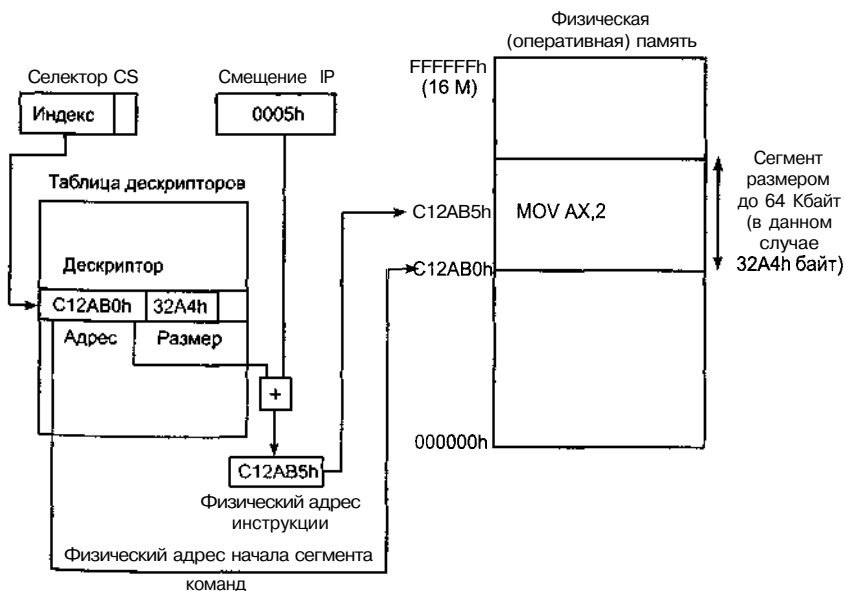 Физическая
(оперативная) память
FFFFFFh
(16 M)
Селектор CS
Смещение IP
Индекс
0005h
Таблица дескрипторов
Дескриптор
C12AB0h
32A4h
Адрес
Размер
+
C12AB5h
Физический адрес
инструкции
Физический адрес начала сегмента
команд
C12AB5h
MOV AX,2
C12AB0h
000000h
Сегмент
размером
до 64 Кбайт
(в данном
случае
32A4h байт)